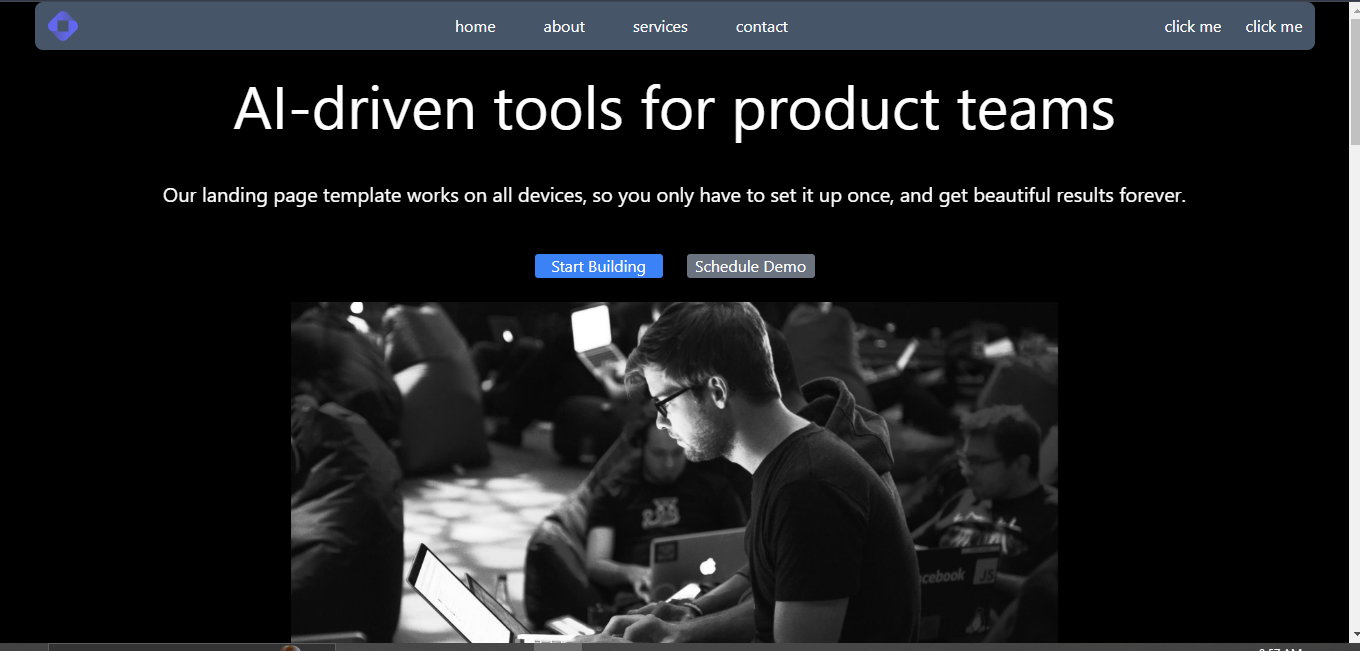 home about services contact click me click me
AI-driven tools for product teams
Our landing page template works on all devices, so you only have to set it up once, and get beautiful results forever.
Start Building Schedule Demo
JS